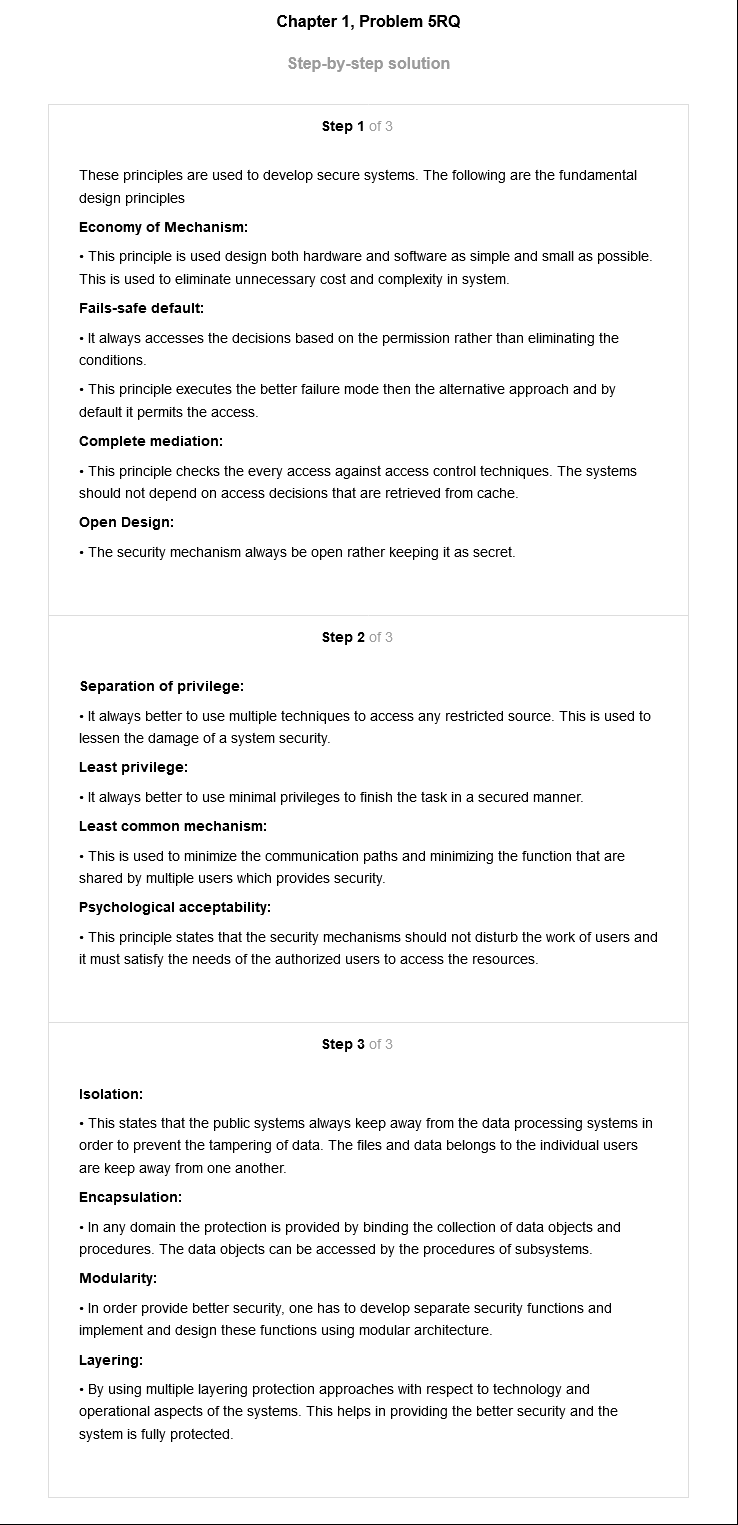 Chapter 1, Problem 5RQ
Step-by-step solution
Step 1 of 3
These principles are used to develop secure systems. The following are the fundamental
design principles
Economy of Mechanism:
• This principle is used design both hardware and software as simple and small as possible.
This is used to eliminate unnecessary cost and complexity in system.
Fails-safe default:
• It always accesses the decisions based on the permission rather than eliminating the
conditions.
• This principle executes the better failure mode then the alternative approach and by
default it permits the access.
Complete mediation:
• This principle checks the every access against access control techniques. The systems
should not depend on access decisions that are retrieved from cache.
Open Design:
• The security mechanism always be open rather keeping it as secret.
Step 2 of 3
Separation of privilege:
• It always better to use multiple techniques to access any restricted source. This is used to
lessen the damage of a system security.
Least privilege:
• It always better to use minimal privileges to finish the task in a secured manner.
Least common mechanism:
• This is used to minimize the communication paths and minimizing the function that are
shared by multiple users which provides security.
Psychological acceptability:
• This principle states that the security mechanisms should not disturb the work of users and
it must satisfy the needs of the authorized users to access the resources.
Step 3 of 3
Isolation:
• This states that the public systems always keep away from the data processing systems in
order to prevent the tampering of data. The files and data belongs to the individual users
are keep away from one another.
Encapsulation:
• In any domain the protection is provided by binding the collection of data objects and
procedures. The data objects can be accessed by the procedures of subsystems.
Modularity:
• In order provide better security, one has to develop separate security functions and
implement and design these functions using modular architecture.
Layering:
• By using multiple layering protection approaches with respect to technology and
operational aspects of the systems. This helps in providing the better security and the
system is fully protected.